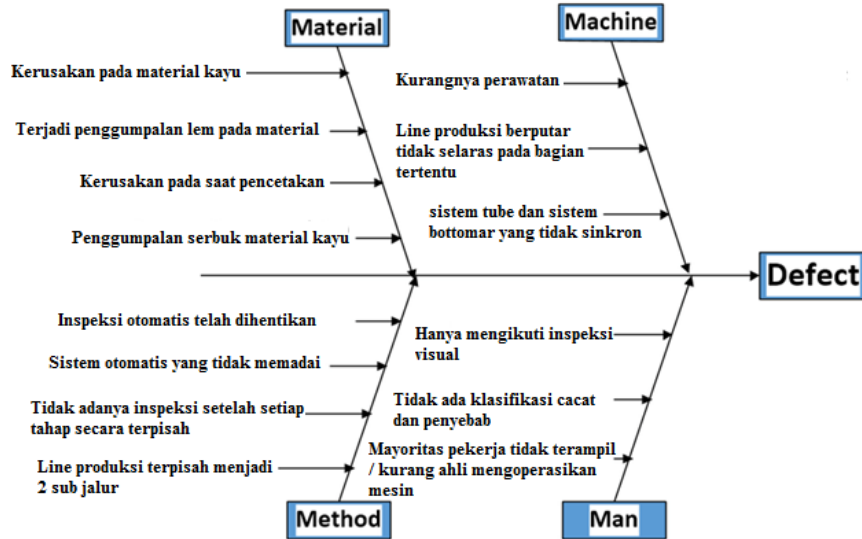 Material
Machine
Kerusakan pada material kayu
Terjadi penggumpalan lem pada material
Kerusakan pada saat pencetakan
Penggumpalan serbuk material kayu
Kurangnya perawatan
Line produksi berputar
tidak selaras pada bagian
tertentu
sistem tube dan sistem
bottomar yang tidak sinkron
Defect
Inspeksi otomatis telah dihentikan
Sistem otomatis yang tidak memadai
Tidak adanya inspeksi setelah setiap
tahap secara terpisah
Line produksi terpisah menjadi
2 sub jalur
Hanya mengikuti inspeksi
visual
Tidak ada klasifikasi cacat
dan penyebab
Mayoritas pekerja tidak terampil
/ kurang ahli mengoperasikan
mesin
Method
Man